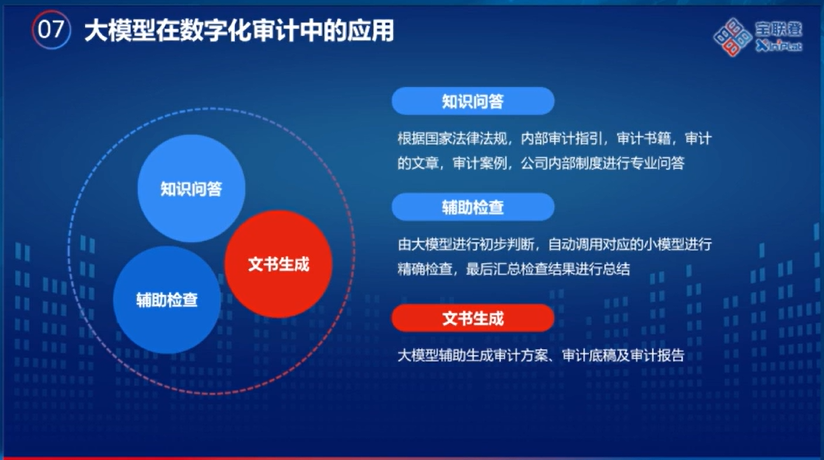 07 大模型在数字化审计中的应用
宝联登
XinPlat
知识问答
辅助检查
文书生成
知识问答
根据国家法律法规，内部审计指引，审计书籍，审计
的文章，审计案例，公司内部制度进行专业问答
辅助检查
由大模型进行初步判断，自动调用对应的小模型进行
精确检查，最后汇总检查结果进行总结
文书生成
大模型辅助生成审计方案、审计底稿及审计报告